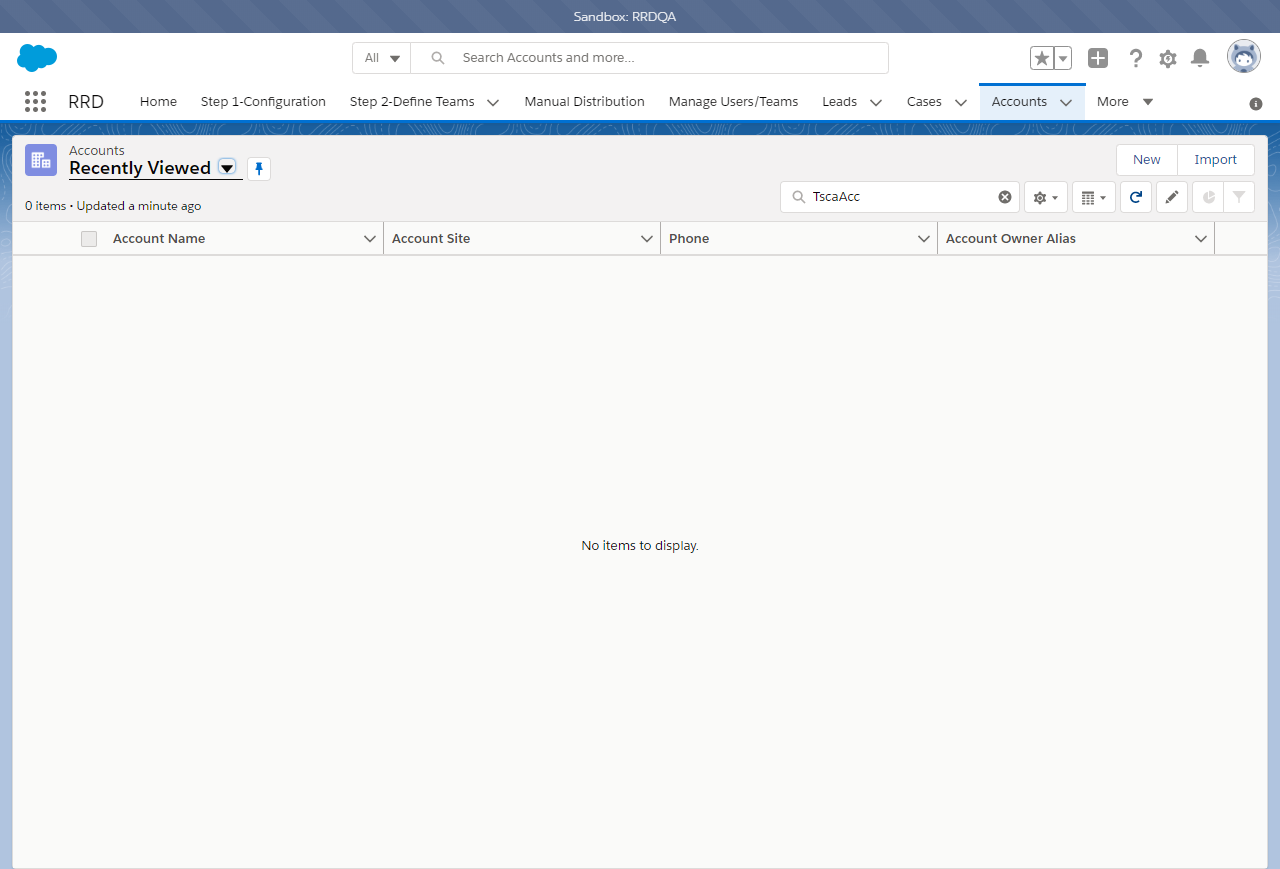 Sandbox: RRDQA
All
Search Accounts and more...
RRD
Home
Step 1-Configuration
Step 2-Define Teams
Manual Distribution
Manage Users/Teams
Leads
Cases
Accounts
More
Accounts
Recently Viewed
New
Import
0 items • Updated a minute ago
TscaAcc
Account Name
Account Site
Phone
Account Owner Alias
No items to display.